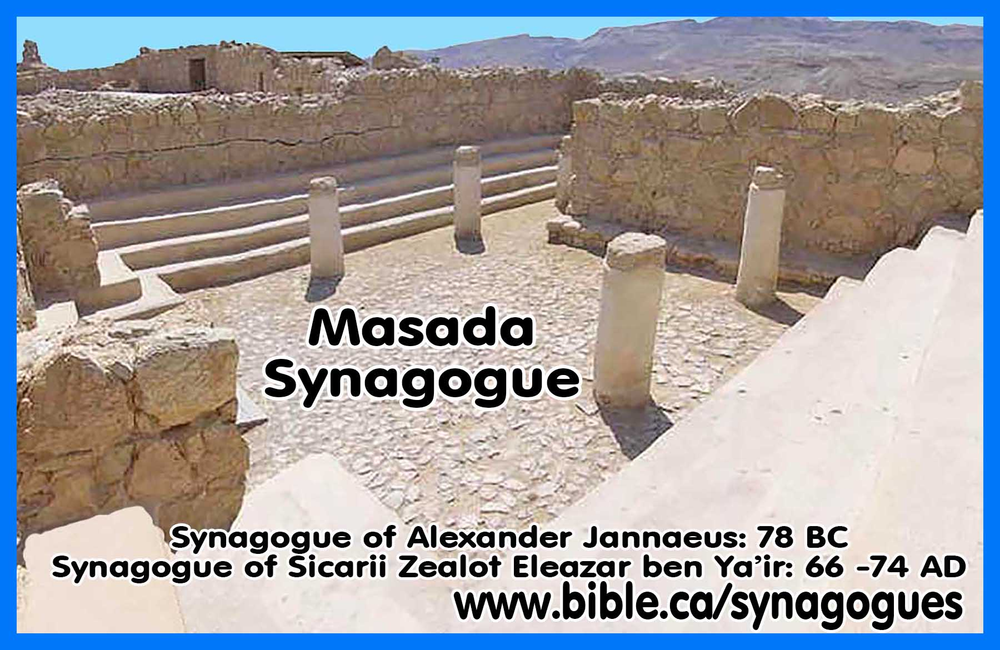 Masada
Synagogue
Synagogue of Alexander Jannaeus: 78 BC
Synagogue of Sicarii Zealot Eleazar ben Ya’ir: 66 -74 AD
www.bible.ca/synagogues